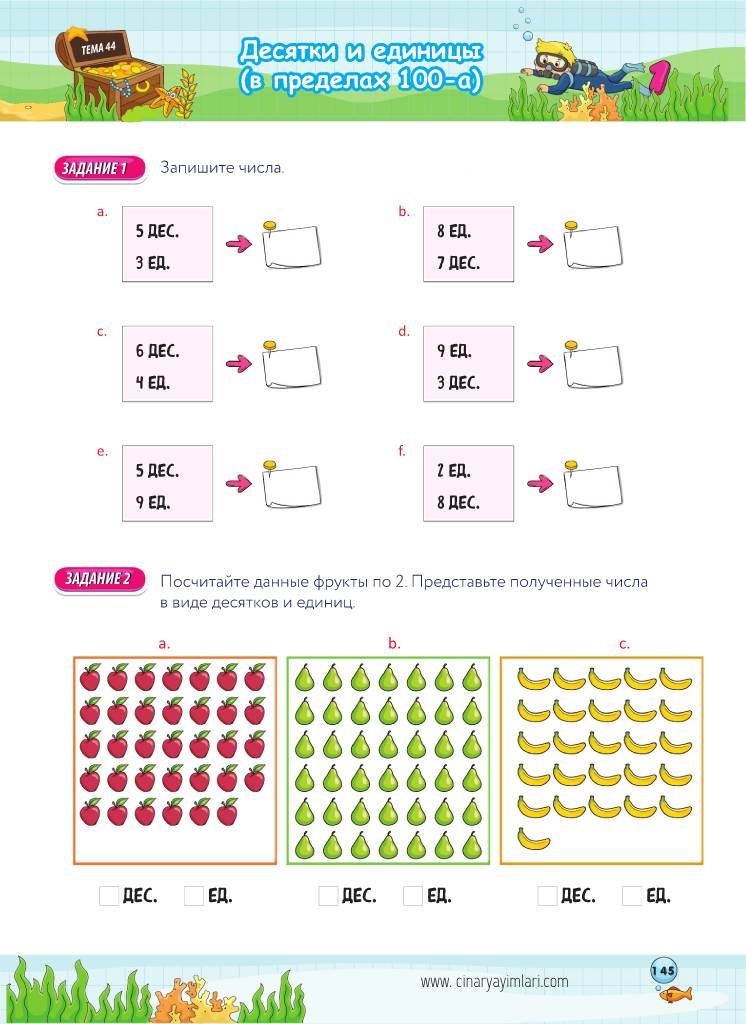 ТЕМА 44
Десятки и единицы
(в пределах 100-а)
1
ЗАДАНИЕ 1
Запишите числа.
a.
5 ДЕС.
3 ЕД.
b.
8 ЕД.
7 ДЕС.
c.
6 ДЕС.
4 ЕД.
d.
9 ЕД.
3 ДЕС.
e.
5 ДЕС.
9 ЕД.
f.
2 ЕД.
8 ДЕС.
ЗАДАНИЕ 2
Посчитайте данные фрукты по 2. Представьте полученные числа
в виде десятков и единиц.
a.
b.
c.
ДЕС. ЕД.
ДЕС. ЕД.
ДЕС. ЕД.
www. cinaryayimlari.com
145